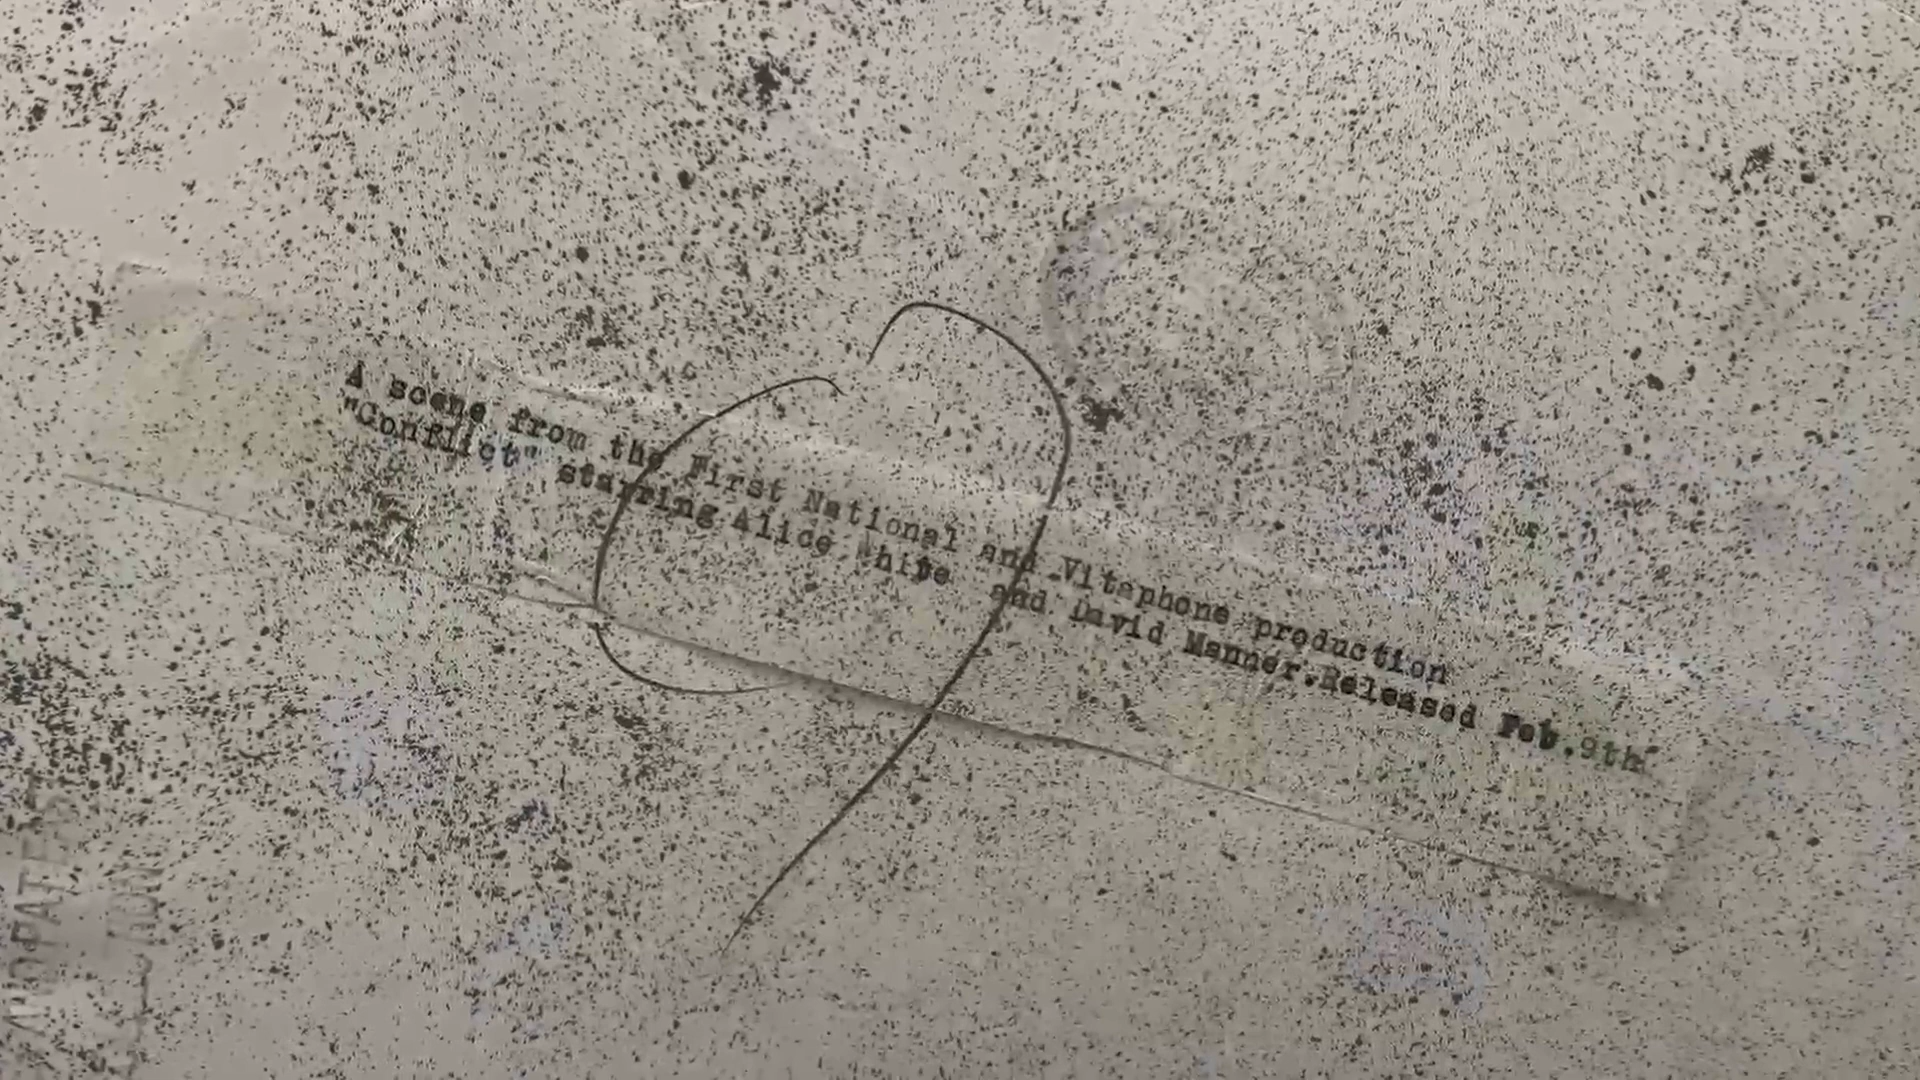 A scene from the First National and Vitaphone production
"Conflict" starring Alice White and David Manner.Released Feb.9th